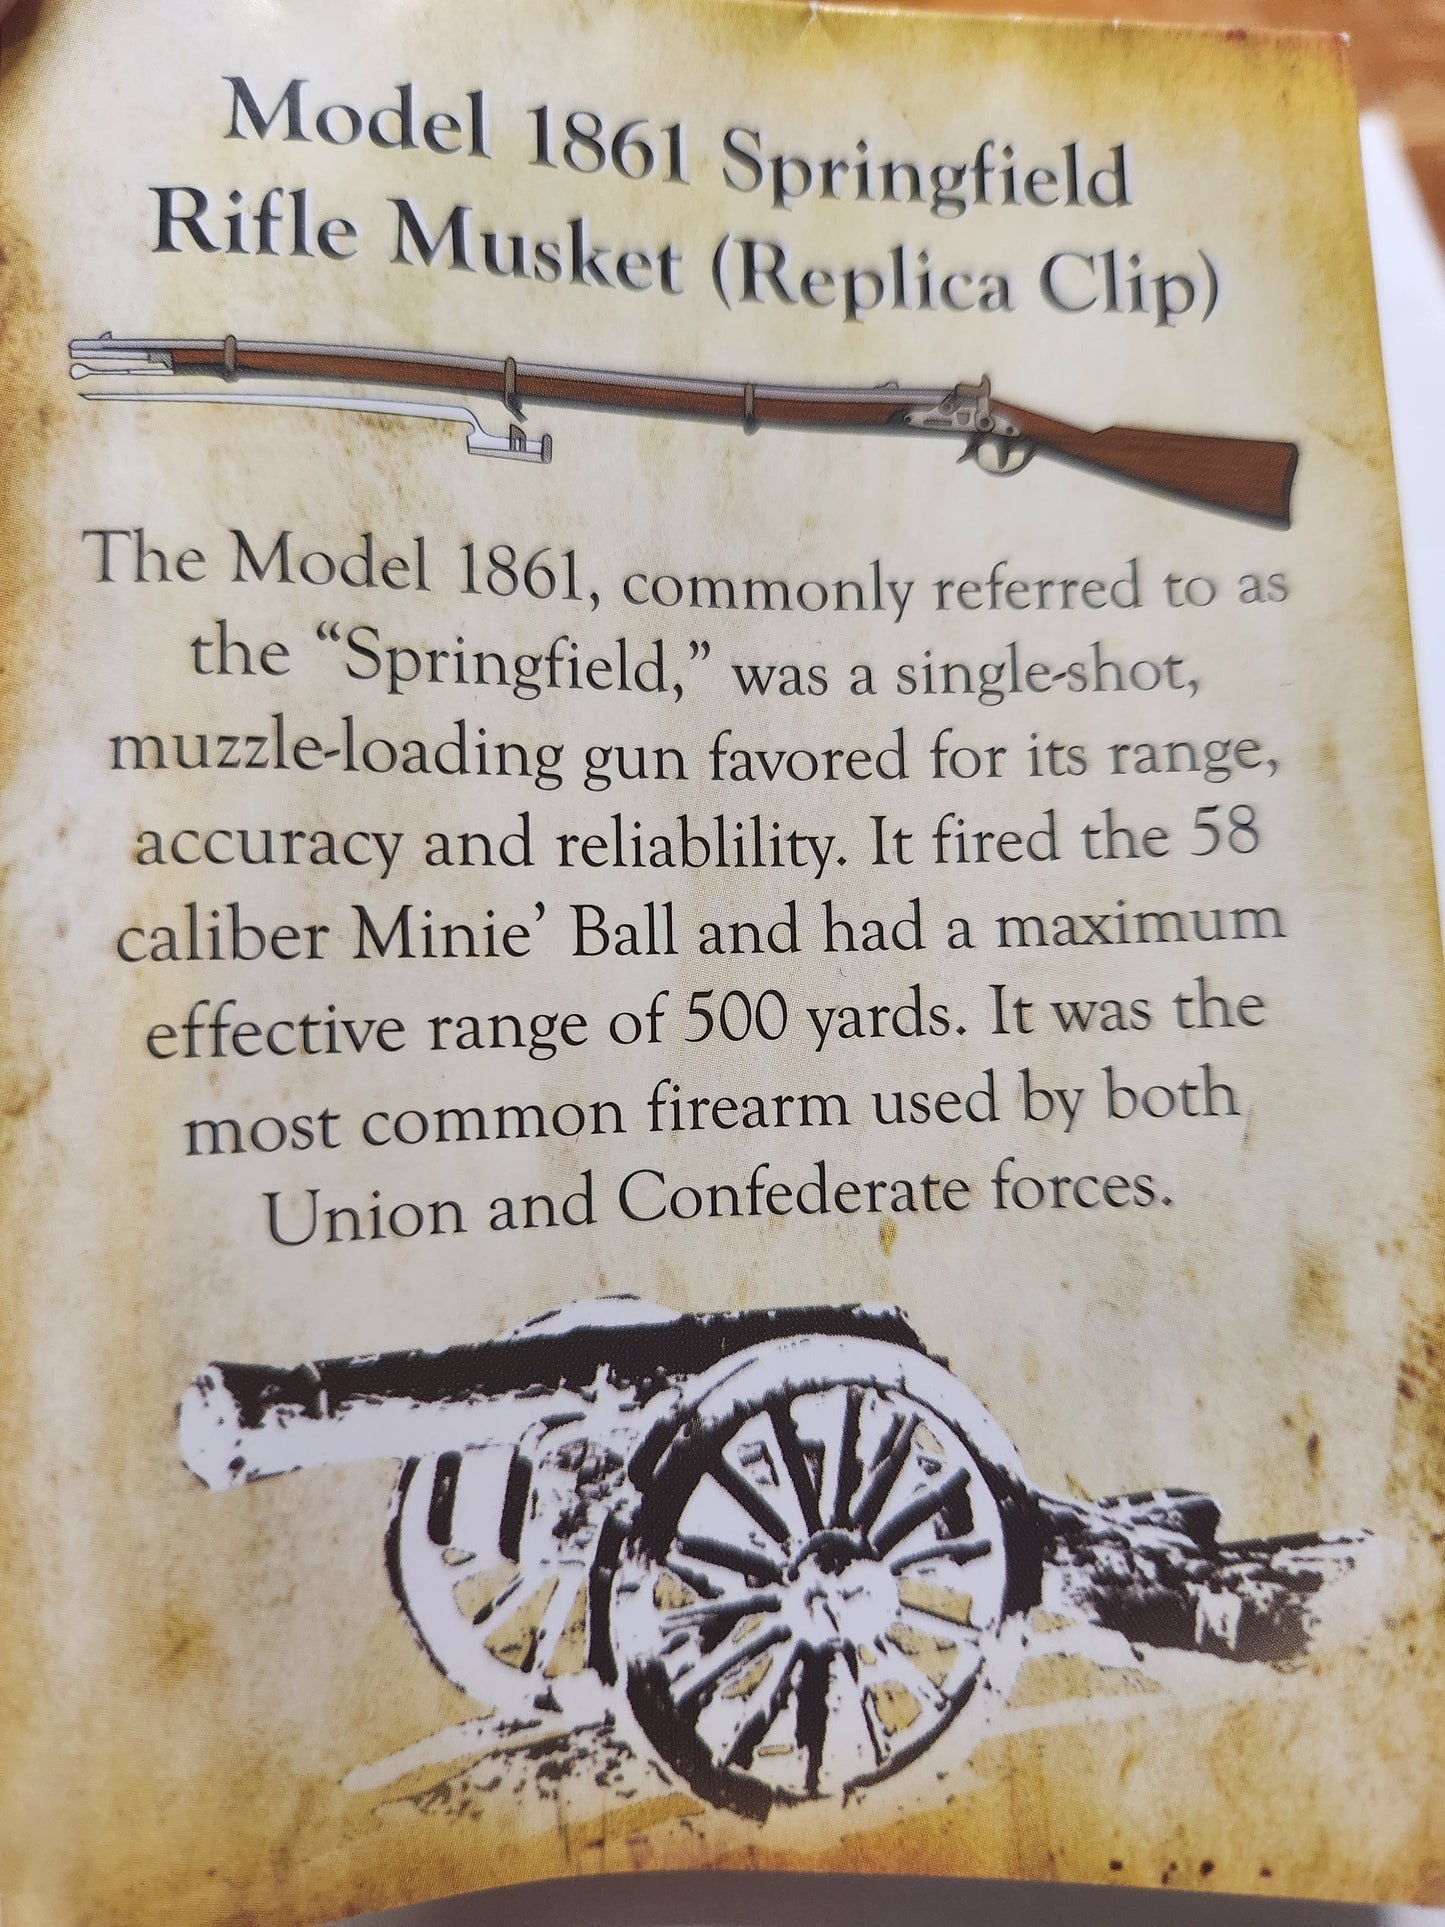 Model 1861 Springfield
Rifle Musket (Replica Clip)
The Model 1861, commonly referred to as
the “Springfield,” was a single-shot,
muzzle-loading gun favored for its range,
accuracy and reliablility. It fired the 58
caliber Minie’ Ball and had a maximum
effective range of 500 yards. It was the
most common firearm used by both
Union and Confederate forces.